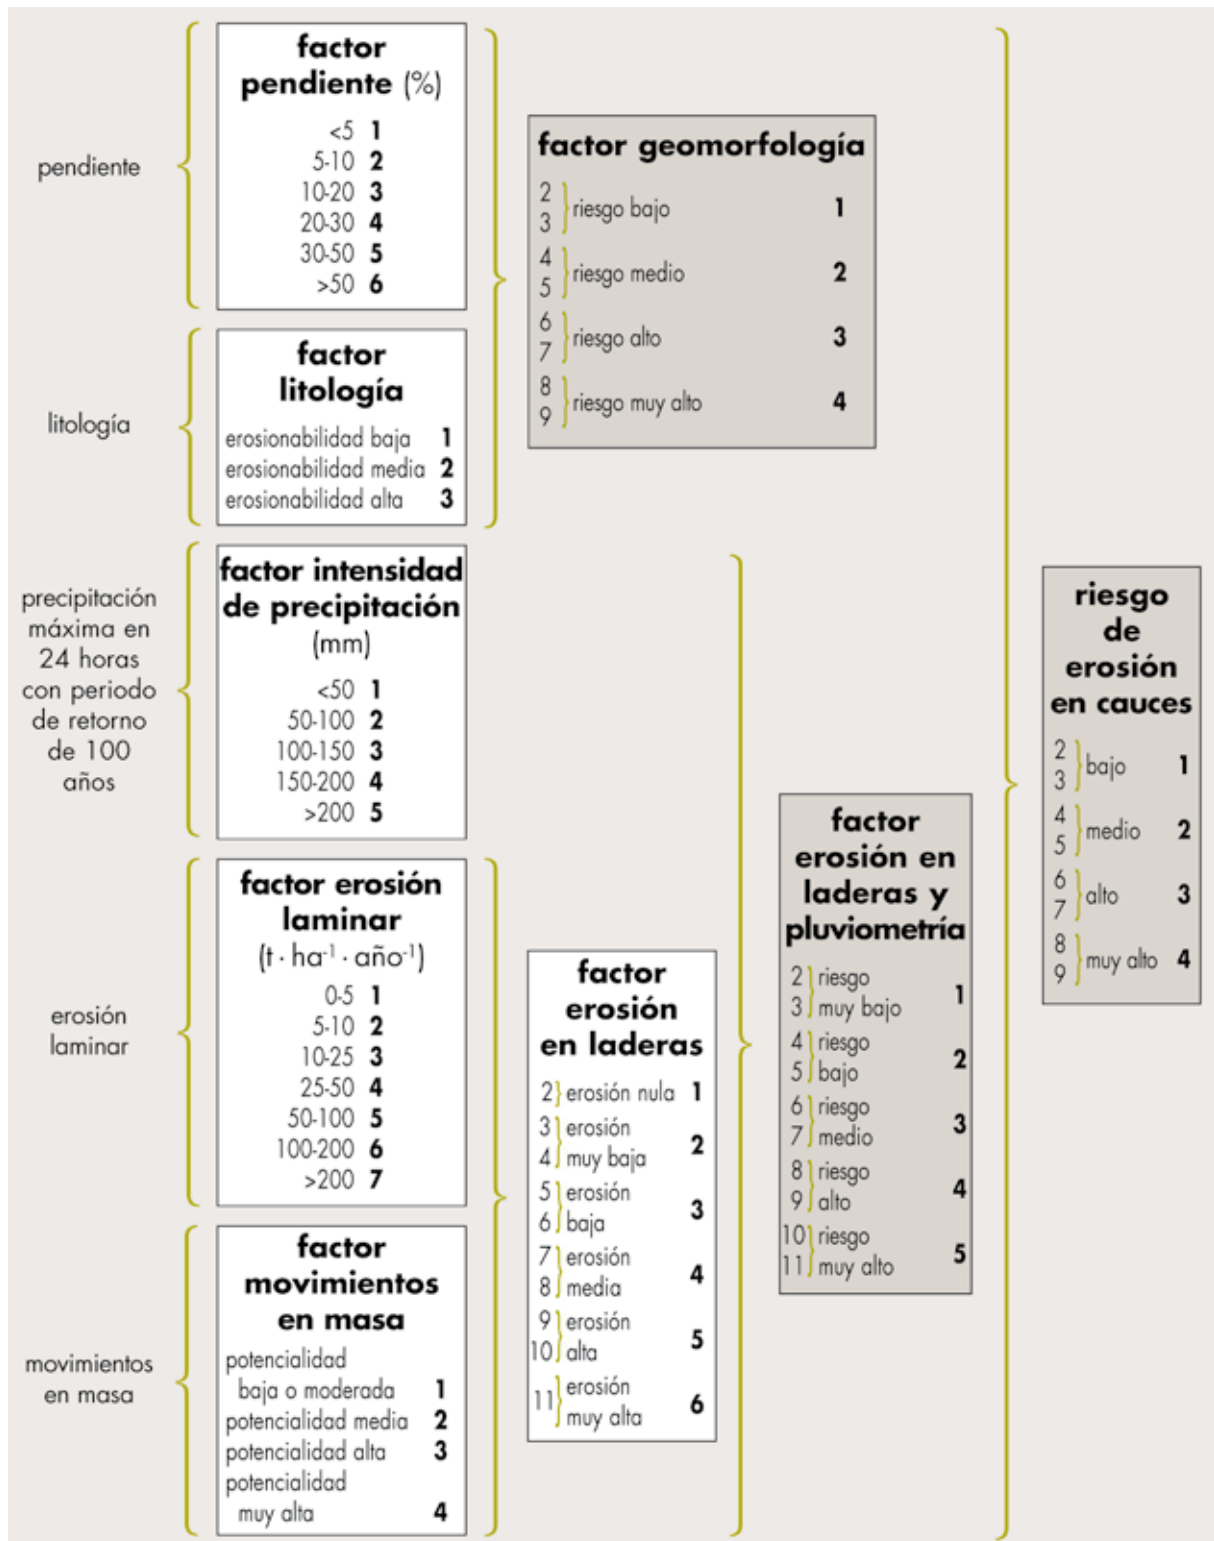 pendiente
factor
pendiente (%)
<5 1
5-10 2
10-20 3
20-30 4
30-50 5
>50 6
litología
factor
litología
erosionabilidad baja 1
erosionabilidad media 2
erosionabilidad alta 3
factor geomorfología
2
3
riesgo bajo 1
4
5
riesgo medio 2
6
7
riesgo alto 3
8
9
riesgo muy alto 4
precipitación
máxima en
24 horas
con periodo
de retorno
de 100
años
factor intensidad
de precipitación
(mm)
<50 1
50-100 2
100-150 3
150-200 4
>200 5
erosión
laminar
factor erosión
laminar
(t · ha⁻¹ · año⁻¹)
0-5 1
5-10 2
10-25 3
25-50 4
50-100 5
100-200 6
>200 7
movimientos
en masa
factor
movimientos
en masa
potencialidad
baja o moderada 1
potencialidad media 2
potencialidad alta 3
potencialidad
muy alta 4
factor
erosión
en laderas
2 erosión nula 1
3 erosión
4 muy baja 2
5 erosión
6 baja 3
7 erosión
8 media 4
9 erosión
10 alta 5
11 erosión
muy alta 6
factor
erosión en
laderas y
pluviometría
2 riesgo
3 muy bajo 1
4 riesgo
5 bajo 2
6 riesgo
7 medio 3
8 riesgo
9 alto 4
10 riesgo
11 muy alto 5
riesgo
de
erosión
en cauces
2
3
bajo 1
4
5
medio 2
6
7
alto 3
8
9
muy alto 4